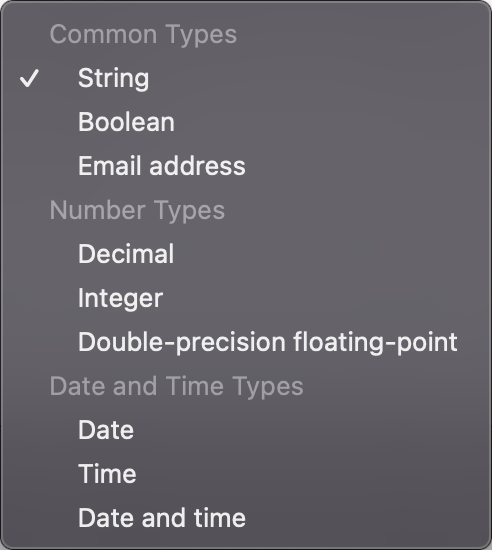 Common Types
✓ String
Boolean
Email address
Number Types
Decimal
Integer
Double-precision floating-point
Date and Time Types
Date
Time
Date and time